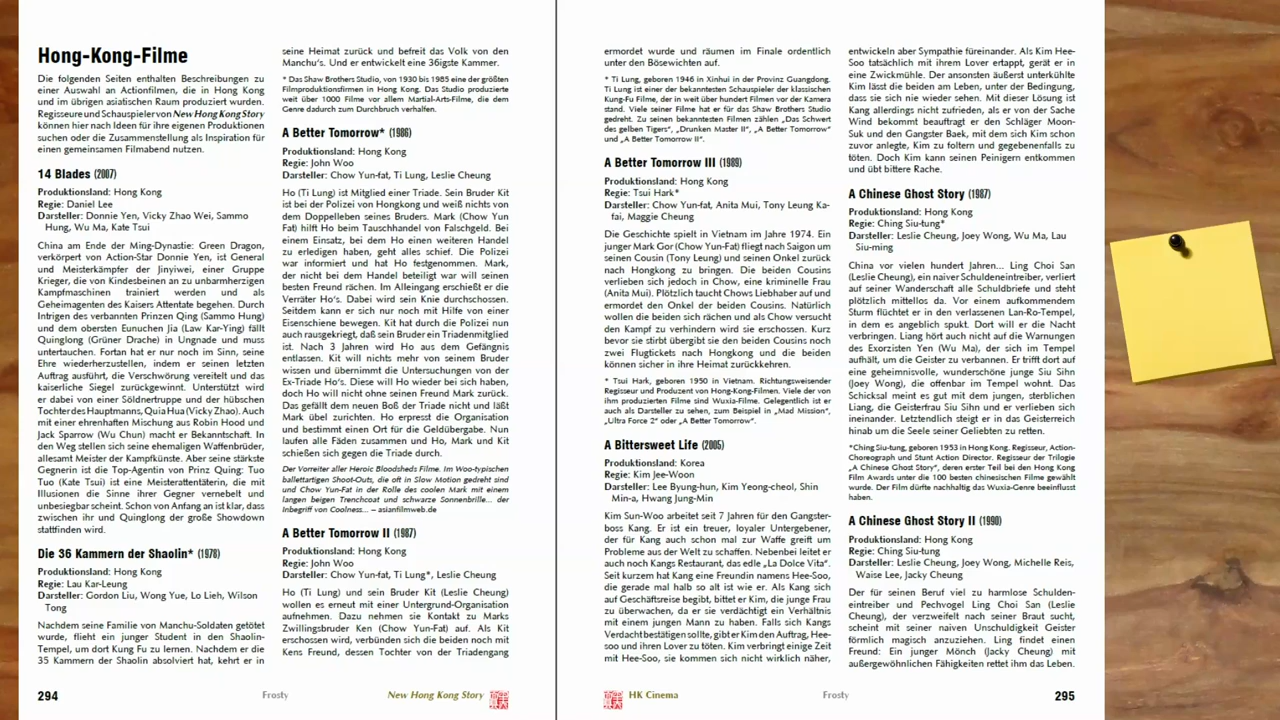 Hong-Kong-Filme
Die folgenden Seiten enthalten Beschreibungen zu
einer Auswahl an Actionfilmen, die in Hong Kong
und im übrigen asiatischen Raum produziert wurden.
Regisseure und Schauspieler von New Hong Kong Story
können hier nach Ideen für ihre eigenen Produktionen
suchen oder die Zusammenstellung als Inspiration für
einen gemeinsamen Filmabend nutzen.
14 Blades (2007)
Produktionsland: Hong Kong
Regie: Daniel Lee
Darsteller: Donnie Yen, Vicky Zhao Wei, Sammo
Hung, Wu Ma, Kate Tsui
China am Ende der Ming-Dynastie: Green Dragon,
verkörpert von Action-Star Donnie Yen, ist General
und Meisterkämpfer der Jinyiwei, einer Gruppe
Krieger, die von Kindesbeinen an zu unbarmherzigen
Kampfmaschinen trainiert werden und als
Geheimagenten des Kaisers Attentate begehen. Durch
Intrigen des verbannten Prinzen Qing (Sammo Hung)
und dem obersten Eunuchen Jia (Law Kar-Ying) fällt
Quinglong (Grüner Drache) in Ungnade und muss
untertauchen. Fortan hat er nur noch im Sinn, seine
Ehre wiederherzustellen, indem er seinen letzten
Auftrag ausführt, die Verschwörung vereitelt und das
kaiserliche Siegel zurückgewinnt. Unterstützt wird
er dabei von einer Söldnertruppe und der hübschen
Tochter des Hauptmanns, Quia Hua (Vicky Zhao). Auch
mit einer ehrenhaften Mischung aus Robin Hood und
Jack Sparrow (Wu Chun) macht er Bekanntschaft. In
den Weg stellen sich seine ehemaligen Waffenbrüder,
allesamt Meister der Kampfkünste. Aber seine stärkste
Gegnerin ist die Top-Agentin von Prinz Quing: Tuo
Tuo (Kate Tsui) ist eine Meisterattentäterin, die mit
Illusionen die Sinne ihrer Gegner vernebelt und
unbesiegbar scheint. Schon von Anfang an ist klar, dass
zwischen ihr und Quinglong der große Showdown
stattfinden wird.
Die 36 Kammern der Shaolin* (1978)
Produktionsland: Hong Kong
Regie: Lau Kar-Leung
Darsteller: Gordon Liu, Wong Yue, Lo Lieh, Wilson
Tong
Nachdem seine Familie von Manchu-Soldaten getötet
wurde, flieht ein junger Student in den Shaolin-
Tempel, um dort Kung Fu zu lernen. Nachdem er die
35 Kammern der Shaolin absolviert hat, kehrt er in
seine Heimat zurück und befreit das Volk von den
Manchu's. Und er entwickelt eine 36igste Kammer.
* Das Shaw Brothers Studio, von 1930 bis 1985 eine der größten
Filmproduktionsfirmen in Hong Kong. Das Studio produzierte
weit über 1000 Filme vor allem Martial-Arts-Filme, die dem
Genre dadurch zum Durchbruch verhalfen.
A Better Tomorrow* (1986)
Produktionsland: Hong Kong
Regie: John Woo
Darsteller: Chow Yun-fat, Ti Lung, Leslie Cheung
Ho (Ti Lung) ist Mitglied einer Triade. Sein Bruder Kit
ist bei der Polizei von Hongkong und weiß nichts von
dem Doppelleben seines Bruders. Mark (Chow Yun
Fat) hilft Ho beim Tauschhandel von Falschgeld. Bei
einem Einsatz, bei dem Ho einen weiteren Handel
zu erledigen haben, geht alles schief. Die Polizei
war informiert und hat Ho festgenommen. Mark,
der nicht bei dem Handel beteiligt war will seinen
besten Freund rächen. Im Alleingang erschießt er die
Verräter Ho's. Dabei wird sein Knie durchschossen.
Seitdem kann er sich nur noch mit Hilfe von einer
Eisenschiene bewegen. Kit hat durch die Polizei nun
auch rausgekriegt, daß sein Bruder ein Triadenmitglied
ist. Nach 3 Jahren wird Ho aus dem Gefängnis
entlassen. Kit will nichts mehr von seinem Bruder
wissen und übernimmt die Untersuchungen von der
Ex-Triade Ho's. Diese will Ho wieder bei sich haben,
doch Ho will nicht ohne seinen Freund Mark zurück.
Das gefällt dem neuen Boß der Triade nicht und läßt
Mark übel zurichten. Ho erpresst die Organisation
und bestimmt einen Ort für die Geldübergabe. Nun
laufen alle Fäden zusammen und Ho, Mark und Kit
schießen sich gegen die Triade durch.
Der Vorreiter aller Heroic Bloodsheds Filme. Im Woo-typischen
ballettartigen Shoot-Outs, die oft in Slow Motion gedreht sind
und Chow Yun-Fat in der Rolle des coolen Mark mit einem
langen beigen Trenchcoat und schwarze Sonnenbrille... der
Inbegriff von Coolness... – asianfilmweb.de
A Better Tomorrow II (1987)
Produktionsland: Hong Kong
Regie: John Woo
Darsteller: Chow Yun-fat, Ti Lung*, Leslie Cheung
Ho (Ti Lung) und sein Bruder Kit (Leslie Cheung)
wollen es erneut mit einer Untergrund-Organisation
aufnehmen. Dazu nehmen sie Kontakt zu Marks
Zwillingsbruder Ken (Chow Yun-Fat) auf. Als Kit
erschossen wird, verbünden sich die beiden noch mit
Kens Freund, dessen Tochter von der Triadengang
294
Frosty
New Hong Kong Story
ermordet wurde und räumen im Finale ordentlich
unter den Bösewichten auf.
* Ti Lung, geboren 1946 in Xinhui in der Provinz Guangdong.
Ti Lung ist einer der bekanntesten Schauspieler der klassischen
Kung-Fu Filme, der in weit über hundert Filmen vor der Kamera
stand. Viele seiner Filme hat er für das Shaw Brothers Studio
gedreht. Zu seinen bekanntesten Filmen zählen „Das Schwert
des gelben Tigers“, „Drunken Master II“, „A Better Tomorrow“
und „A Better Tomorrow II“.
A Better Tomorrow III (1989)
Produktionsland: Hong Kong
Regie: Tsui Hark*
Darsteller: Chow Yun-fat, Anita Mui, Tony Leung Ka-
fai, Maggie Cheung
Die Geschichte spielt in Vietnam im Jahre 1974. Ein
junger Mark Gor (Chow Yun-Fat) fliegt nach Saigon um
seinen Cousin (Tony Leung) und seinen Onkel zurück
nach Hongkong zu bringen. Die beiden Cousins
verlieben sich jedoch in Chow, eine kriminelle Frau
(Anita Mui). Plötzlich taucht Chows Liebhaber auf und
ermordet den Onkel der beiden Cousins. Natürlich
wollen die beiden sich rächen und als Chow versucht
den Kampf zu verhindern wird sie erschossen. Kurz
bevor sie stirbt übergibt sie den beiden Cousins noch
zwei Flugtickets nach Hongkong und die beiden
können sicher in ihre Heimat zurückkehren.
* Tsui Hark, geboren 1950 in Vietnam. Richtungsweisender
Regisseur und Produzent von Hong-Kong-Filmen. Viele der von
ihm produzierten Filme sind Wuxia-Filme. Gelegentlich ist er
auch als Darsteller zu sehen, zum Beispiel in „Mad Mission“,
„Ultra Force 2“ oder „A Better Tomorrow“.
A Bittersweet Life (2005)
Produktionsland: Korea
Regie: Kim Jee-Woon
Darsteller: Lee Byung-hun, Kim Yeong-cheol, Shin
Min-a, Hwang Jung-Min
Kim Sun-Woo arbeitet seit 7 Jahren für den Gangster-
boss Kang. Er ist ein treuer, loyaler Untergebener,
der für Kang auch schon mal zur Waffe greift um
Probleme aus der Welt zu schaffen. Nebenbei leitet er
auch noch Kangs Restaurant, das edle „La Dolce Vita“.
Seit kurzem hat Kang eine Freundin namens Hee-Soo,
die gerade mal halb so alt ist wie er. Als Kang sich
auf Geschäftsreise begibt, bittet er Kim, die junge Frau
zu überwachen, da er sie verdächtigt ein Verhältnis
mit einem jungen Mann zu haben. Falls sich Kangs
Verdacht bestätigen sollte, gibt er Kim den Auftrag, Hee-
soo und ihren Lover zu töten. Kim verbringt einige Zeit
mit Hee-Soo, sie kommen sich nicht wirklich näher,
entwickeln aber Sympathie füreinander. Als Kim Hee-
Soo tatsächlich mit ihrem Lover ertappt, gerät er in
eine Zwickmühle. Der ansonsten äußerst unterkühlte
Kim lässt die beiden am Leben, unter der Bedingung,
dass sie sich nie wieder sehen. Mit dieser Lösung ist
Kang allerdings nicht zufrieden, als er von der Sache
Wind bekommt beauftragt er den Schläger Moon-
Suk und den Gangster Baek, mit dem sich Kim schon
zuvor anlegte, Kim zu foltern und gegebenenfalls zu
töten. Doch Kim kann seinen Peinigern entkommen
und übt bittere Rache.
A Chinese Ghost Story (1987)
Produktionsland: Hong Kong
Regie: Ching Siu-tung*
Darsteller: Leslie Cheung, Joey Wong, Wu Ma, Lau
Siu-ming
China vor vielen hundert Jahren... Ling Choi San
(Leslie Cheung), ein naiver Schuldeneintreiber, verliert
auf seiner Wanderschaft alle Schuldbriefe und steht
plötzlich mittellos da. Vor einem aufkommendem
Sturm flüchtet er in den verlassenen Lan-Ro-Tempel,
in dem es angeblich spukt. Dort will er die Nacht
verbringen. Liang hört auch nicht auf die Warnungen
des Exorzisten Yen (Wu Ma), der sich im Tempel
aufhält, um die Geister zu verbannen. Er trifft dort auf
eine geheimnisvolle, wunderschöne junge Siu Sihn
(Joey Wong), die offenbar im Tempel wohnt. Das
Schicksal meint es gut mit dem jungen, sterblichen
Liang, die Geisterfrau Siu Sihn und er verlieben sich
ineinander. Letztendlich steigt er in das Geisterreich
hinab um die Seele seiner Geliebten zu retten.
*Ching Siu-tung, geboren 1953 in Hong Kong. Regisseur, Action-
Choreograph und Stunt Action Director. Regisseur der Trilogie
„A Chinese Ghost Story“, deren erster Teil bei den Hong Kong
Film Awards unter die 100 besten chinesischen Filme gewählt
wurde. Der Film dürfte nachhaltig das Wuxia-Genre beeinflusst
haben.
A Chinese Ghost Story II (1990)
Produktionsland: Hong Kong
Regie: Ching Siu-tung
Darsteller: Leslie Cheung, Joey Wong, Michelle Reis,
Waise Lee, Jacky Cheung
Der für seinen Beruf viel zu harmlose Schulden-
eintreiber und Pechvogel Ling Choi San (Leslie
Cheung), der verzweifelt nach seiner Braut sucht,
scheint mit seiner naiven Unschuldigkeit Geister
förmlich magisch anzuziehen. Ling findet einen
Freund: Ein junger Mönch (Jacky Cheung) mit
außergewöhnlichen Fähigkeiten rettet ihm das Leben.
HK Cinema
Frosty
295